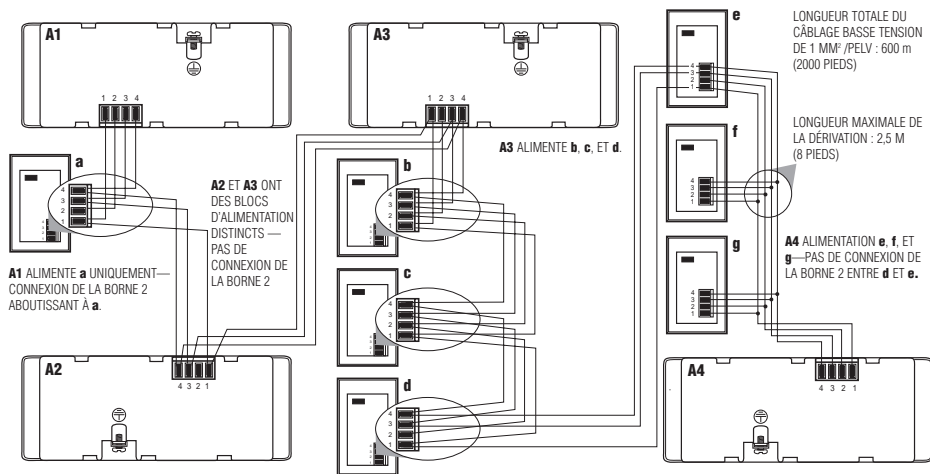 A1
1 2 3 4
A3
1 2 3 4
e
4
3
2
1
LONGUEUR TOTALE DU
CÂBLAGE BASSE TENSION
DE 1 MM² /PELV : 600 m
(2000 PIEDS)
a
4
3
2
1
A1 ALIMENTE a UNIQUEMENT—
CONNEXION DE LA BORNE 2
ABOUTISSANT À a.
A2 ET A3 ONT
DES BLOCS
D'ALIMENTATION
DISTINCTS —
PAS DE
CONNEXION DE
LA BORNE 2
A3 ALIMENTE b, c, ET d.
b
4
3
2
1
c
4
3
2
1
d
4
3
2
1
f
4
3
2
1
LONGUEUR MAXIMALE DE
LA DÉRIVATION : 2,5 M
(8 PIEDS)
g
4
3
2
1
A4 ALIMENTATION e, f, ET
g—PAS DE CONNEXION DE
LA BORNE 2 ENTRE d ET e.
A2
4 3 2 1
A4
4 3 2 1